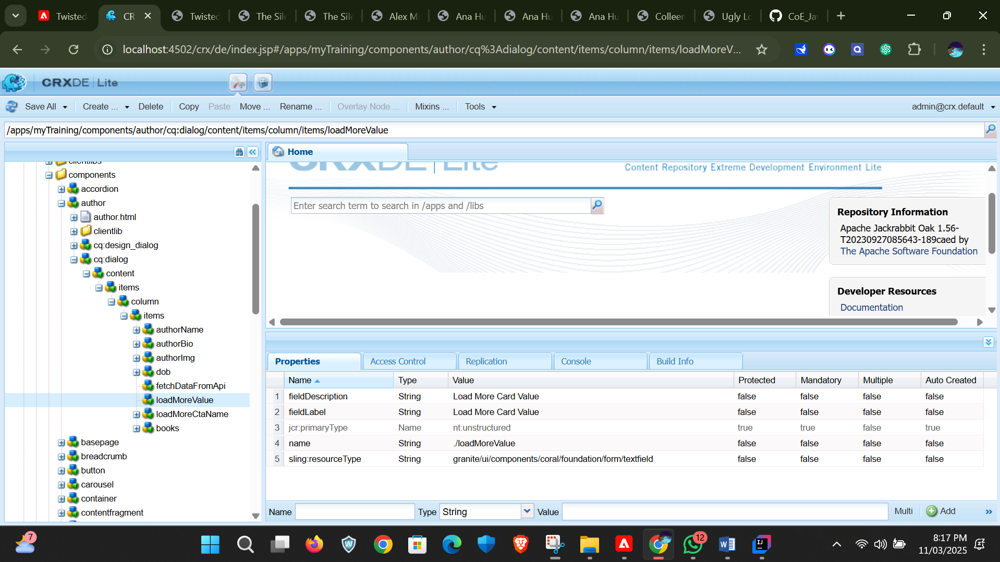 Twisted
CR
Twisted
The Sile
The Sile
Alex Mi
Ana Hu
Ana Hu
Ana Hu
Colleen
Ugly Lo
CoE_Jav
localhost:4502/crx/de/index.jsp#/apps/myTraining/components/author/cq%3Adialog/content/items/column/items/loadMoreV...
CRXDE | Lite
Save All
Create ...
Delete
Copy
Paste
Move ...
Rename ...
Overlay Node ...
Mixins ...
Tools
admin@crx.default
/apps/myTraining/components/author/cq:dialog/content/items/column/items/loadMoreValue
clientlibs
components
accordion
author
author.html
clientlib
cq:design_dialog
cq:dialog
content
items
column
items
authorName
authorBio
authorImg
dob
fetchDataFromApi
loadMoreValue
loadMoreCtaName
books
basepage
breadcrumb
button
carousel
container
contentfragment
Home
CRXDE | Lite
Content Repository Extreme Development Environment Lite
Enter search term to search in /apps and /libs
Repository Information
Apache Jackrabbit Oak 1.56-
T20230927085643-189caed by
The Apache Software Foundation
Developer Resources
Documentation
Properties
Access Control
Replication
Console
Build Info
Name Type Value Protected Mandatory Multiple Auto Created
1 fieldDescription String Load More Card Value false false false false
2 fieldLabel String Load More Card Value false false false false
3 jcr:primaryType Name nt:unstructured true true false true
4 name String ./loadMoreValue false false false false
5 sling:resourceType String granite/ui/components/coral/foundation/form/textfield false false false false
Name Type String Value Multi Add
7
12
8:17 PM
11/03/2025